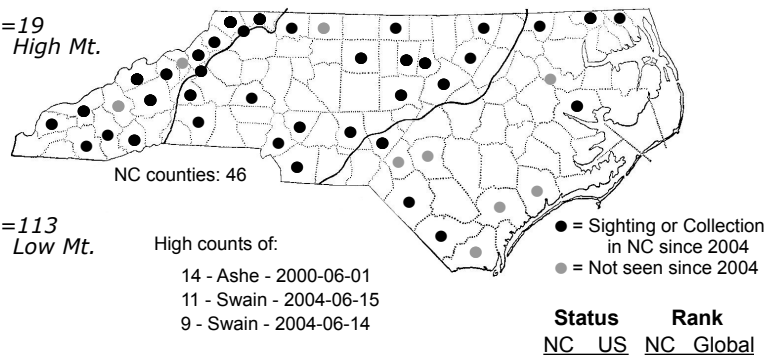 =19
High Mt.
NC counties: 46
=113
Low Mt.
High counts of:
14 - Ashe - 2000-06-01
11 - Swain - 2004-06-15
9 - Swain - 2004-06-14
● = Sighting or Collection
in NC since 2004
● = Not seen since 2004
Status Rank
NC US NC Global